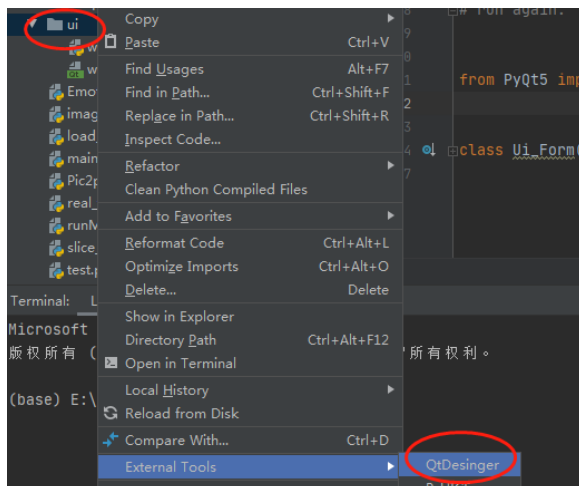 ui
Copy
Paste Ctrl+V
Find Usages Alt+F7
Find in Path... Ctrl+Shift+F
Replace in Path... Ctrl+Shift+R
Inspect Code...
Refactor
Clean Python Compiled Files
Add to Favorites
Reformat Code Ctrl+Alt+L
Optimize Imports Ctrl+Alt+O
Delete... Delete
Show in Explorer
Directory Path Ctrl+Alt+F12
Open in Terminal
Local History
Reload from Disk
Compare With... Ctrl+D
External Tools
QtDesinger
# run again.
from PyQt5 imp
class Ui_Form(
w
w
Emo
imag
load_
main
Pic2p
real_
runM
slice_
test.p
Terminal: L
Microsoft
版权所有 ( 所有权利。
(base) E:\